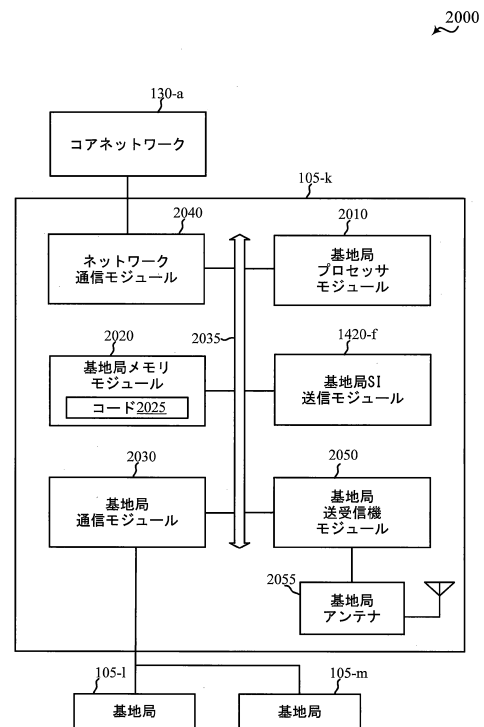 2000
130-a
コアネットワーク
105-k
2040
ネットワーク
通信モジュール
2010
基地局
プロセッサ
モジュール
2035
2020
基地局メモリ
モジュール
コード2025
1420-f
基地局SI
送信モジュール
2030
基地局
通信モジュール
2050
基地局
送受信機
モジュール
2055
基地局
アンテナ
105-l
基地局
105-m
基地局